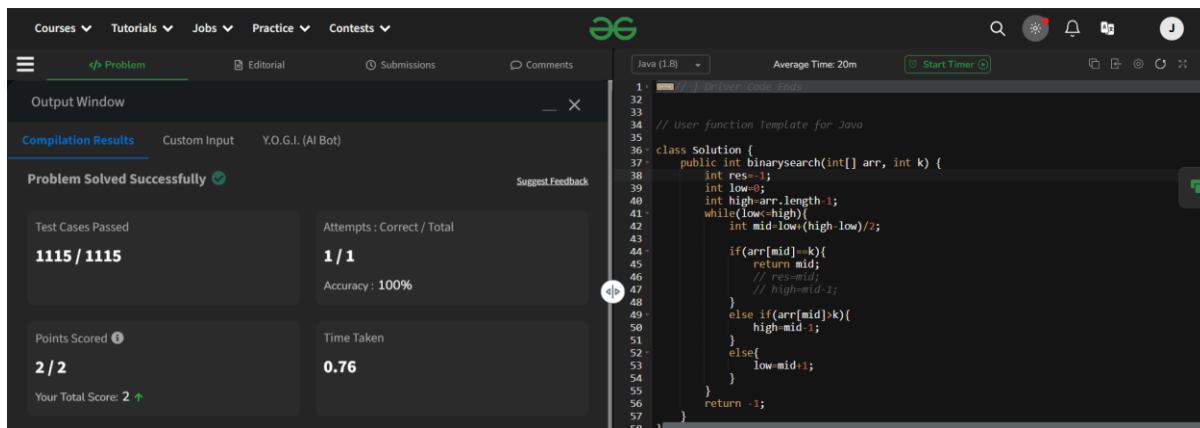 Courses Tutorials Jobs Practice Contests J
</> Problem Editorial Submissions Comments
Output Window
Compilation Results Custom Input Y.O.G.I. (AI Bot)
Problem Solved Successfully Suggest Feedback
Test Cases Passed
1115 / 1115
Attempts : Correct / Total
1 / 1
Accuracy : 100%
Points Scored
2 / 2
Your Total Score: 2
Time Taken
0.76
Java (1.8) Average Time: 20m Start Timer
1 // } Driver Code Ends
32
33
34 // User function Template for Java
35
36 class Solution {
37 public int binarysearch(int[] arr, int k) {
38 int res=-1;
39 int low=0;
40 int high=arr.length-1;
41 while(low<=high){
42 int mid=low+(high-low)/2;
43
44 if(arr[mid]==k){
45 return mid;
46 // res=mid;
47 // high=mid-1;
48 }
49 else if(arr[mid]>k){
50 high=mid-1;
51 }
52 else{
53 low=mid+1;
54 }
55 }
56 return -1;
57 }
58 }